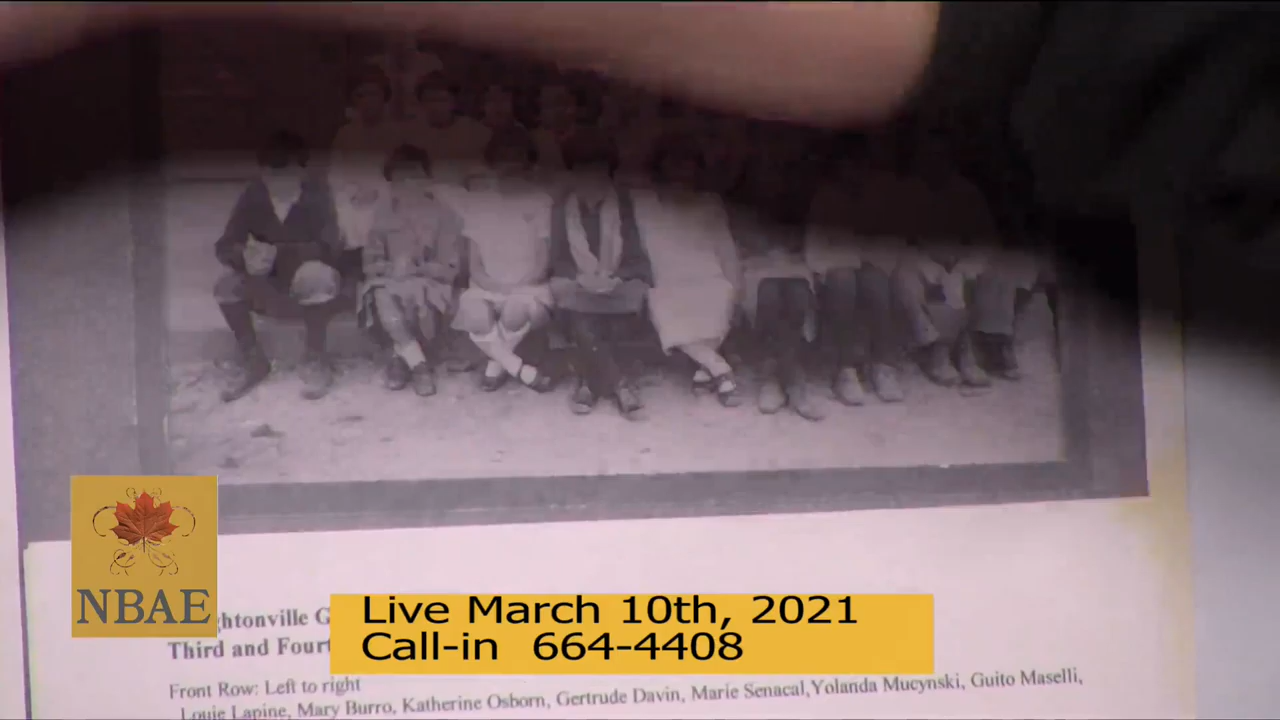 NBAE
Live March 10th, 2021
Call-in 664-4408
htonville G
Third and Fourt
Front Row: Left to right
Louie Lapine, Mary Burro, Katherine Osborn, Gertrude Davin, Marie Senacal, Yolanda Mucynski, Guito Maselli,